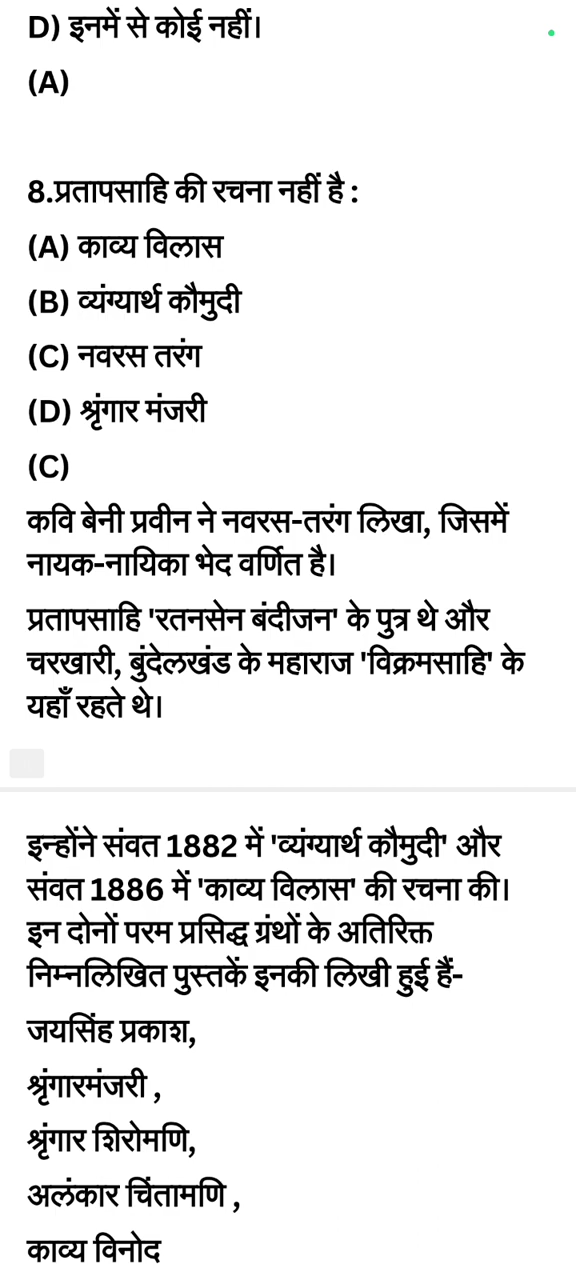 D) इनमें से कोई नहीं।
(A)
8.प्रतापसाहि की रचना नहीं है :
(A) काव्य विलास
(B) व्यंग्यार्थ कौमुदी
(C) नवरस तरंग
(D) श्रृंगार मंजरी
(C)
कवि बेनी प्रवीन ने नवरस-तरंग लिखा, जिसमें
नायक-नायिका भेद वर्णित है।
प्रतापसाहि 'रतनसेन बंदीजन' के पुत्र थे और
चरखारी, बुंदेलखंड के महाराज 'विक्रमसाहि' के
यहाँ रहते थे।
इन्होंने संवत 1882 में 'व्यंग्यार्थ कौमुदी' और
संवत 1886 में 'काव्य विलास' की रचना की।
इन दोनों परम प्रसिद्ध ग्रंथों के अतिरिक्त
निम्नलिखित पुस्तकें इनकी लिखी हुई हैं-
जयसिंह प्रकाश,
श्रृंगारमंजरी ,
श्रृंगार शिरोमणि,
अलंकार चिंतामणि ,
काव्य विनोद